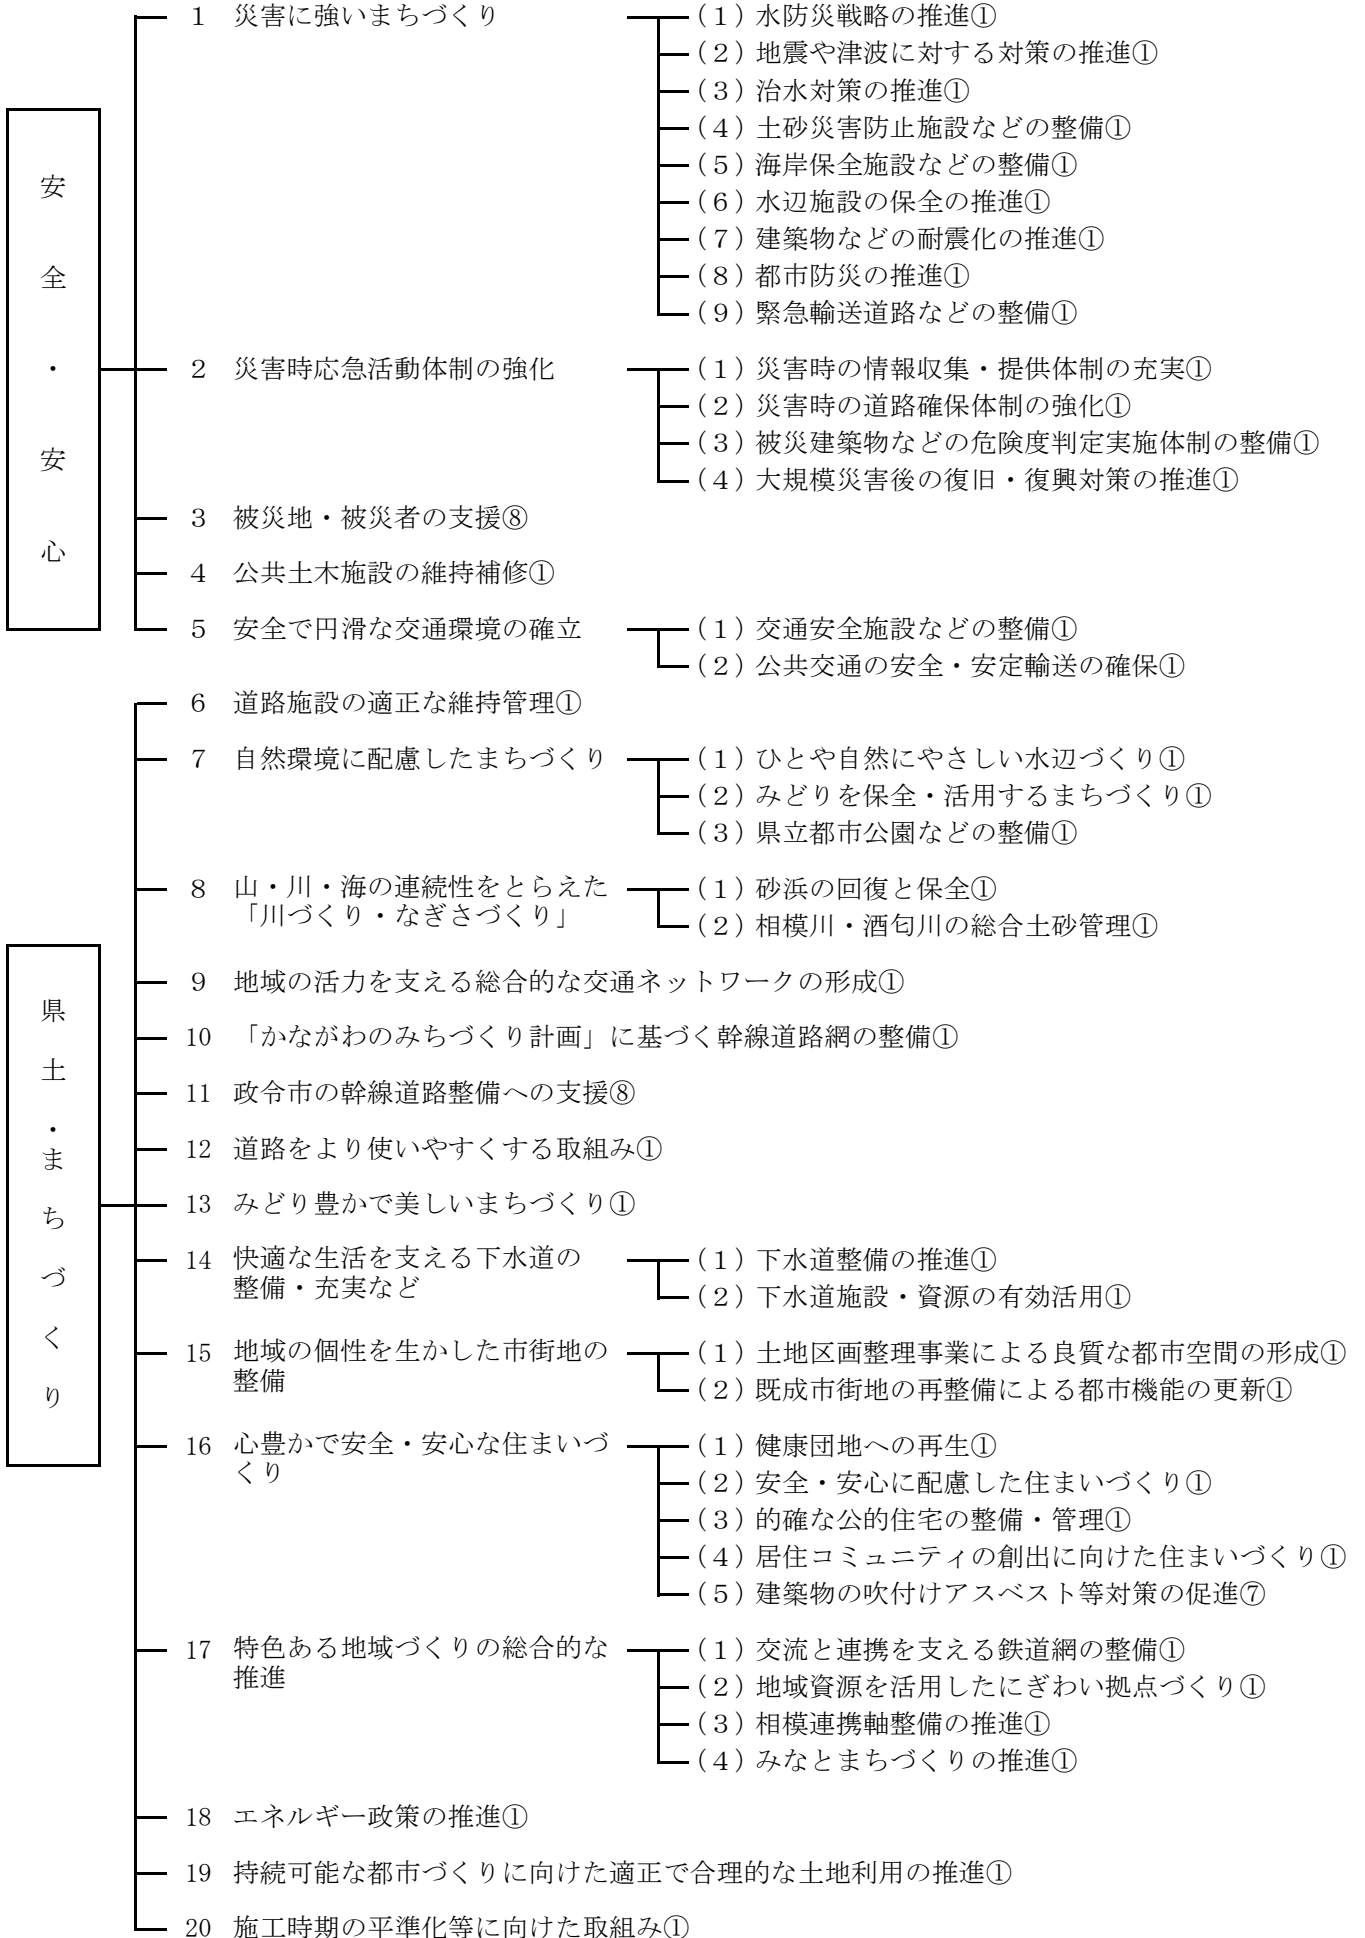 安全・安心
1 災害に強いまちづくり
(1)水防災戦略の推進①
(2)地震や津波に対する対策の推進①
(3)治水対策の推進①
(4)土砂災害防止施設などの整備①
(5)海岸保全施設などの整備①
(6)水辺施設の保全の推進①
(7)建築物などの耐震化の推進①
(8)都市防災の推進①
(9)緊急輸送道路などの整備①
2 災害時応急活動体制の強化
(1)災害時の情報収集・提供体制の充実①
(2)災害時の道路確保体制の強化①
(3)被災建築物などの危険度判定実施体制の整備①
(4)大規模災害後の復旧・復興対策の推進①
3 被災地・被災者の支援⑧
4 公共土木施設の維持補修①
5 安全で円滑な交通環境の確立
(1)交通安全施設などの整備①
(2)公共交通の安全・安定輸送の確保①
県土・まちづくり
6 道路施設の適正な維持管理①
7 自然環境に配慮したまちづくり
(1)ひとや自然にやさしい水辺づくり①
(2)みどりを保全・活用するまちづくり①
(3)県立都市公園などの整備①
8 山・川・海の連続性をとらえた
「川づくり・なぎさづくり」
(1)砂浜の回復と保全①
(2)相模川・酒匂川の総合土砂管理①
9 地域の活力を支える総合的な交通ネットワークの形成①
10 「かながわのみちづくり計画」に基づく幹線道路網の整備①
11 政令市の幹線道路整備への支援⑧
12 道路をより使いやすくする取組み①
13 みどり豊かで美しいまちづくり①
14 快適な生活を支える下水道の
整備・充実など
(1)下水道整備の推進①
(2)下水道施設・資源の有効活用①
15 地域の個性を生かした市街地の
整備
(1)土地区画整理事業による良質な都市空間の形成①
(2)既成市街地の再整備による都市機能の更新①
16 心豊かで安全・安心な住まいづ
くり
(1)健康団地への再生①
(2)安全・安心に配慮した住まいづくり①
(3)的確な公的住宅の整備・管理①
(4)居住コミュニティの創出に向けた住まいづくり①
(5)建築物の吹付けアスベスト等対策の促進⑦
17 特色ある地域づくりの総合的な
推進
(1)交流と連携を支える鉄道網の整備①
(2)地域資源を活用したにぎわい拠点づくり①
(3)相模連携軸整備の推進①
(4)みなとまちづくりの推進①
18 エネルギー政策の推進①
19 持続可能な都市づくりに向けた適正で合理的な土地利用の推進①
20 施工時期の平準化等に向けた取組み①